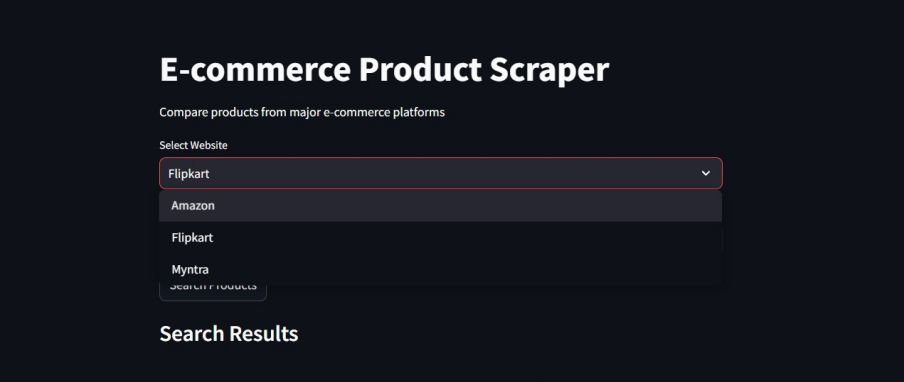 E-commerce Product Scraper
Compare products from major e-commerce platforms
Select Website
Flipkart
Amazon
Flipkart
Myntra
Search Products
Search Results